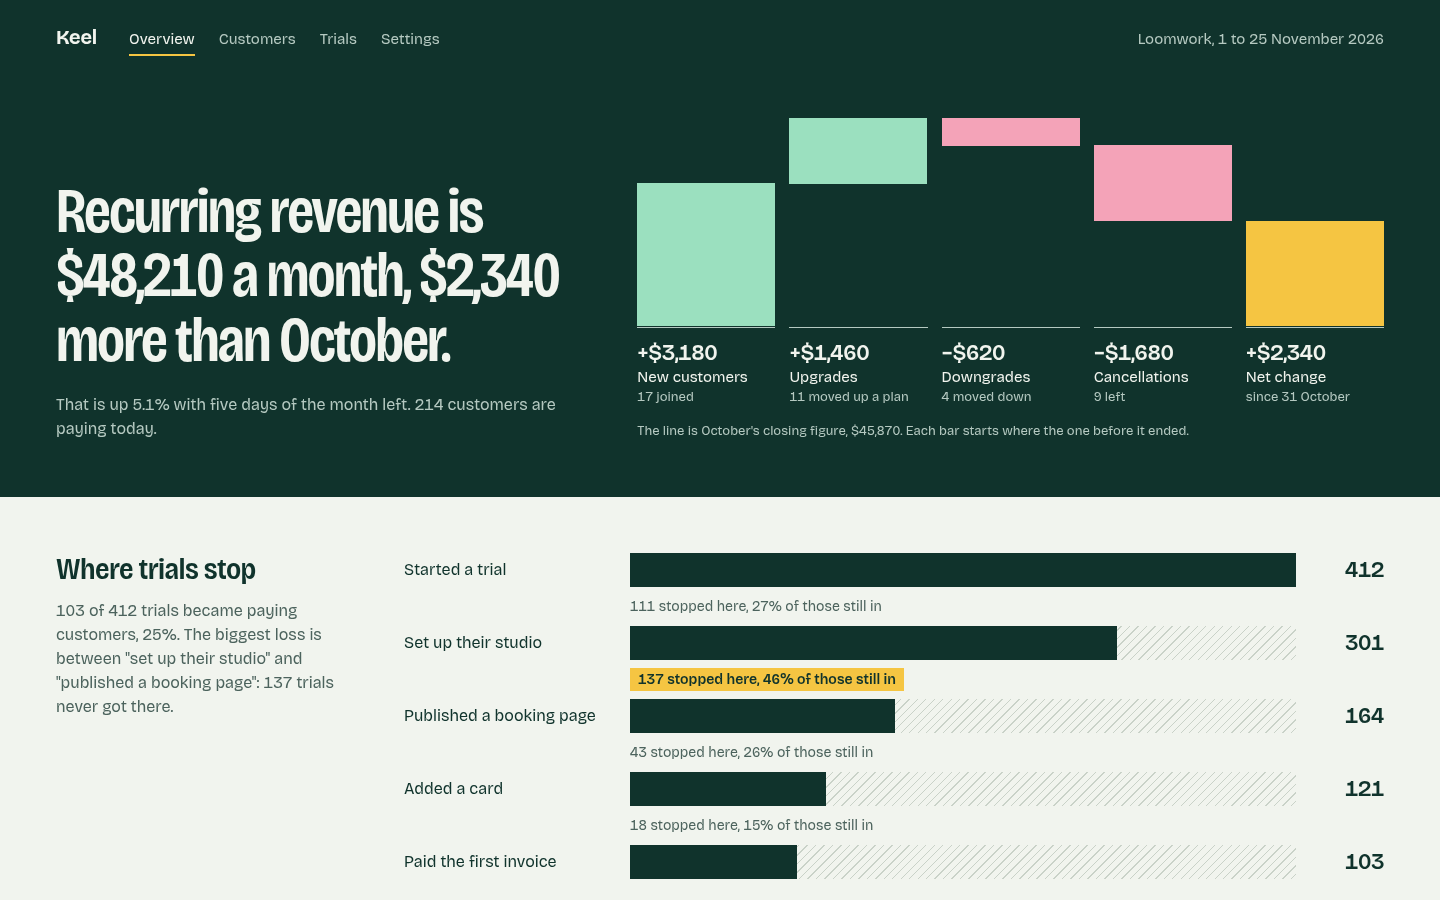 Keel
Overview
Customers
Trials
Settings
Loomwork, 1 to 25 November 2026
Recurring revenue is
$48,210 a month, $2,340
more than October.
That is up 5.1% with five days of the month left. 214 customers are
paying today.
+$3,180
New customers
17 joined
+$1,460
Upgrades
11 moved up a plan
−$620
Downgrades
4 moved down
−$1,680
Cancellations
9 left
+$2,340
Net change
since 31 October
The line is October's closing figure, $45,870. Each bar starts where the one before it ended.
Where trials stop
103 of 412 trials became paying
customers, 25%. The biggest loss is
between "set up their studio" and
"published a booking page": 137 trials
never got there.
Started a trial
412
111 stopped here, 27% of those still in
Set up their studio
301
137 stopped here, 46% of those still in
Published a booking page
164
43 stopped here, 26% of those still in
Added a card
121
18 stopped here, 15% of those still in
Paid the first invoice
103